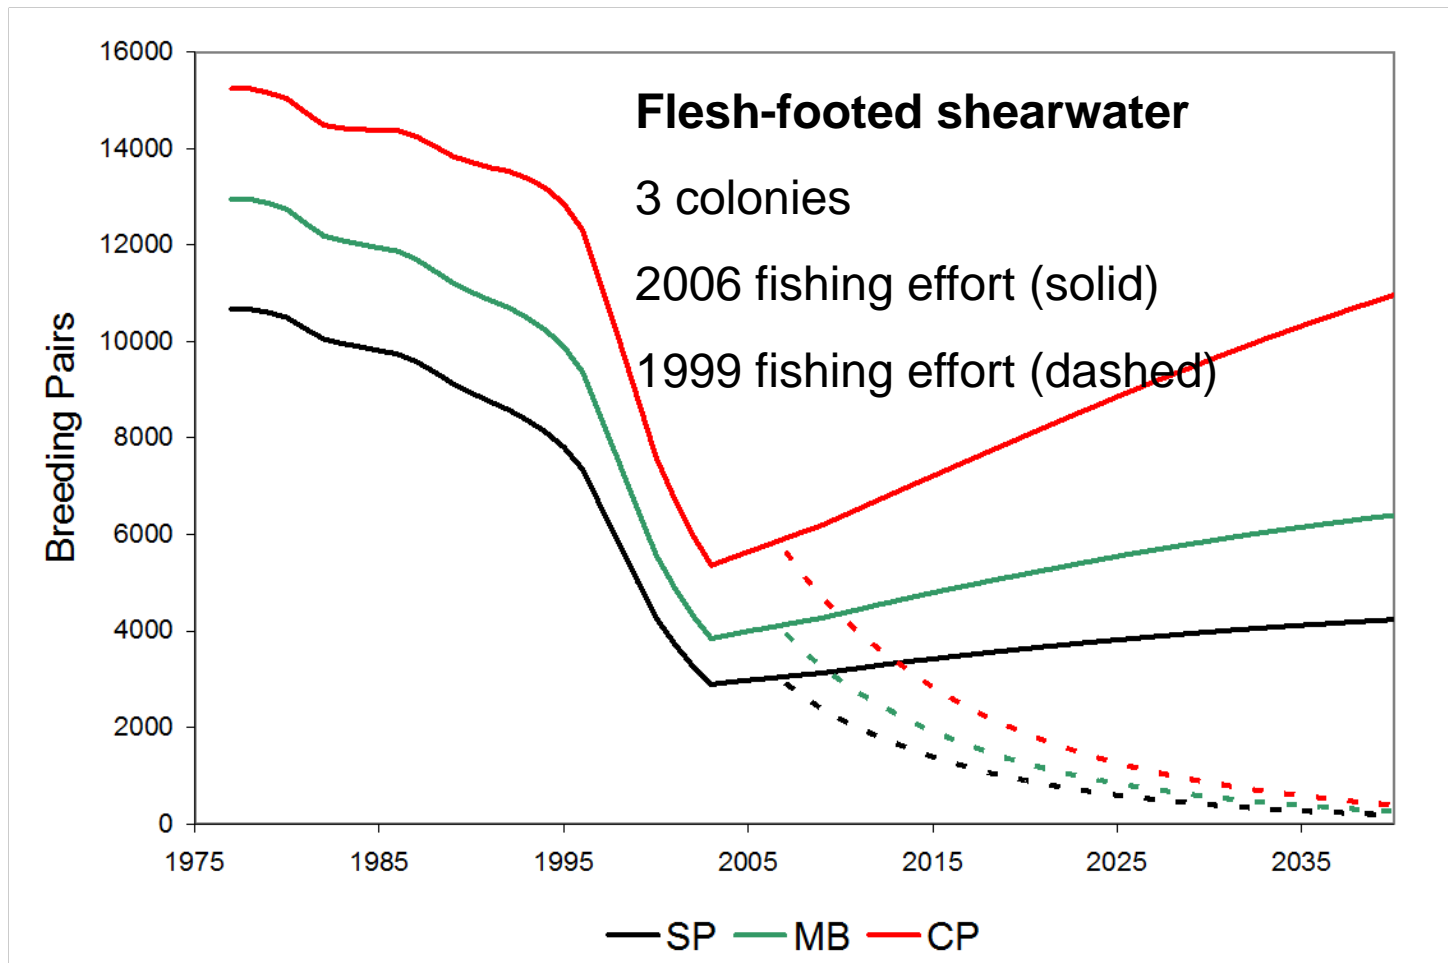 16000
14000
12000
10000
8000
6000
4000
2000
0
Breeding Pairs
Flesh-footed shearwater
3 colonies
2006 fishing effort (solid)
1999 fishing effort (dashed)
1975 1985 1995 2005 2015 2025 2035
SP MB CP